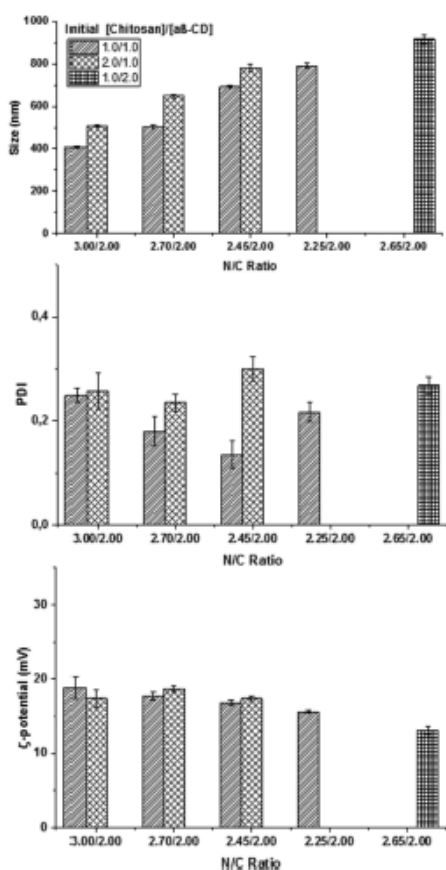 Initial [Chitosan]/[aß-CD]
1.0/1.0
2.0/1.0
1.0/2.0
1000
800
600
400
200
0
Size (nm)
3.00/2.00 2.70/2.00 2.45/2.00 2.25/2.00 2.65/2.00
N/C Ratio
0,4
0,2
0,0
PDI
3.00/2.00 2.70/2.00 2.45/2.00 2.25/2.00 2.65/2.00
N/C Ratio
30
20
10
0
ζ-potential (mV)
3.00/2.00 2.70/2.00 2.45/2.00 2.25/2.00 2.65/2.00
N/C Ratio